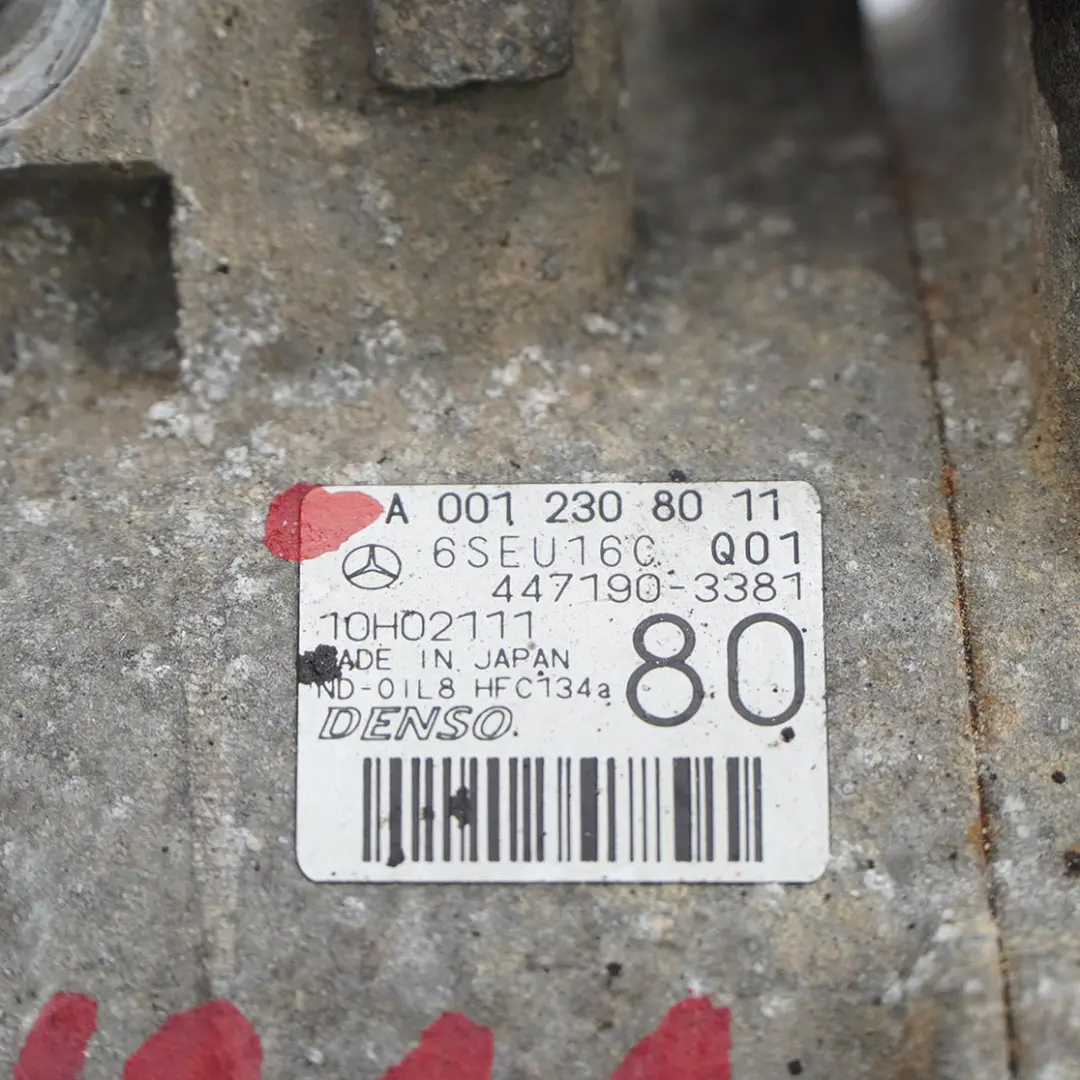 A 001 230 80 11
6SEU16C Q01
447190-3381
10H02111
80
ADE IN JAPAN
ND-OIL8 HFC134a
DENSO